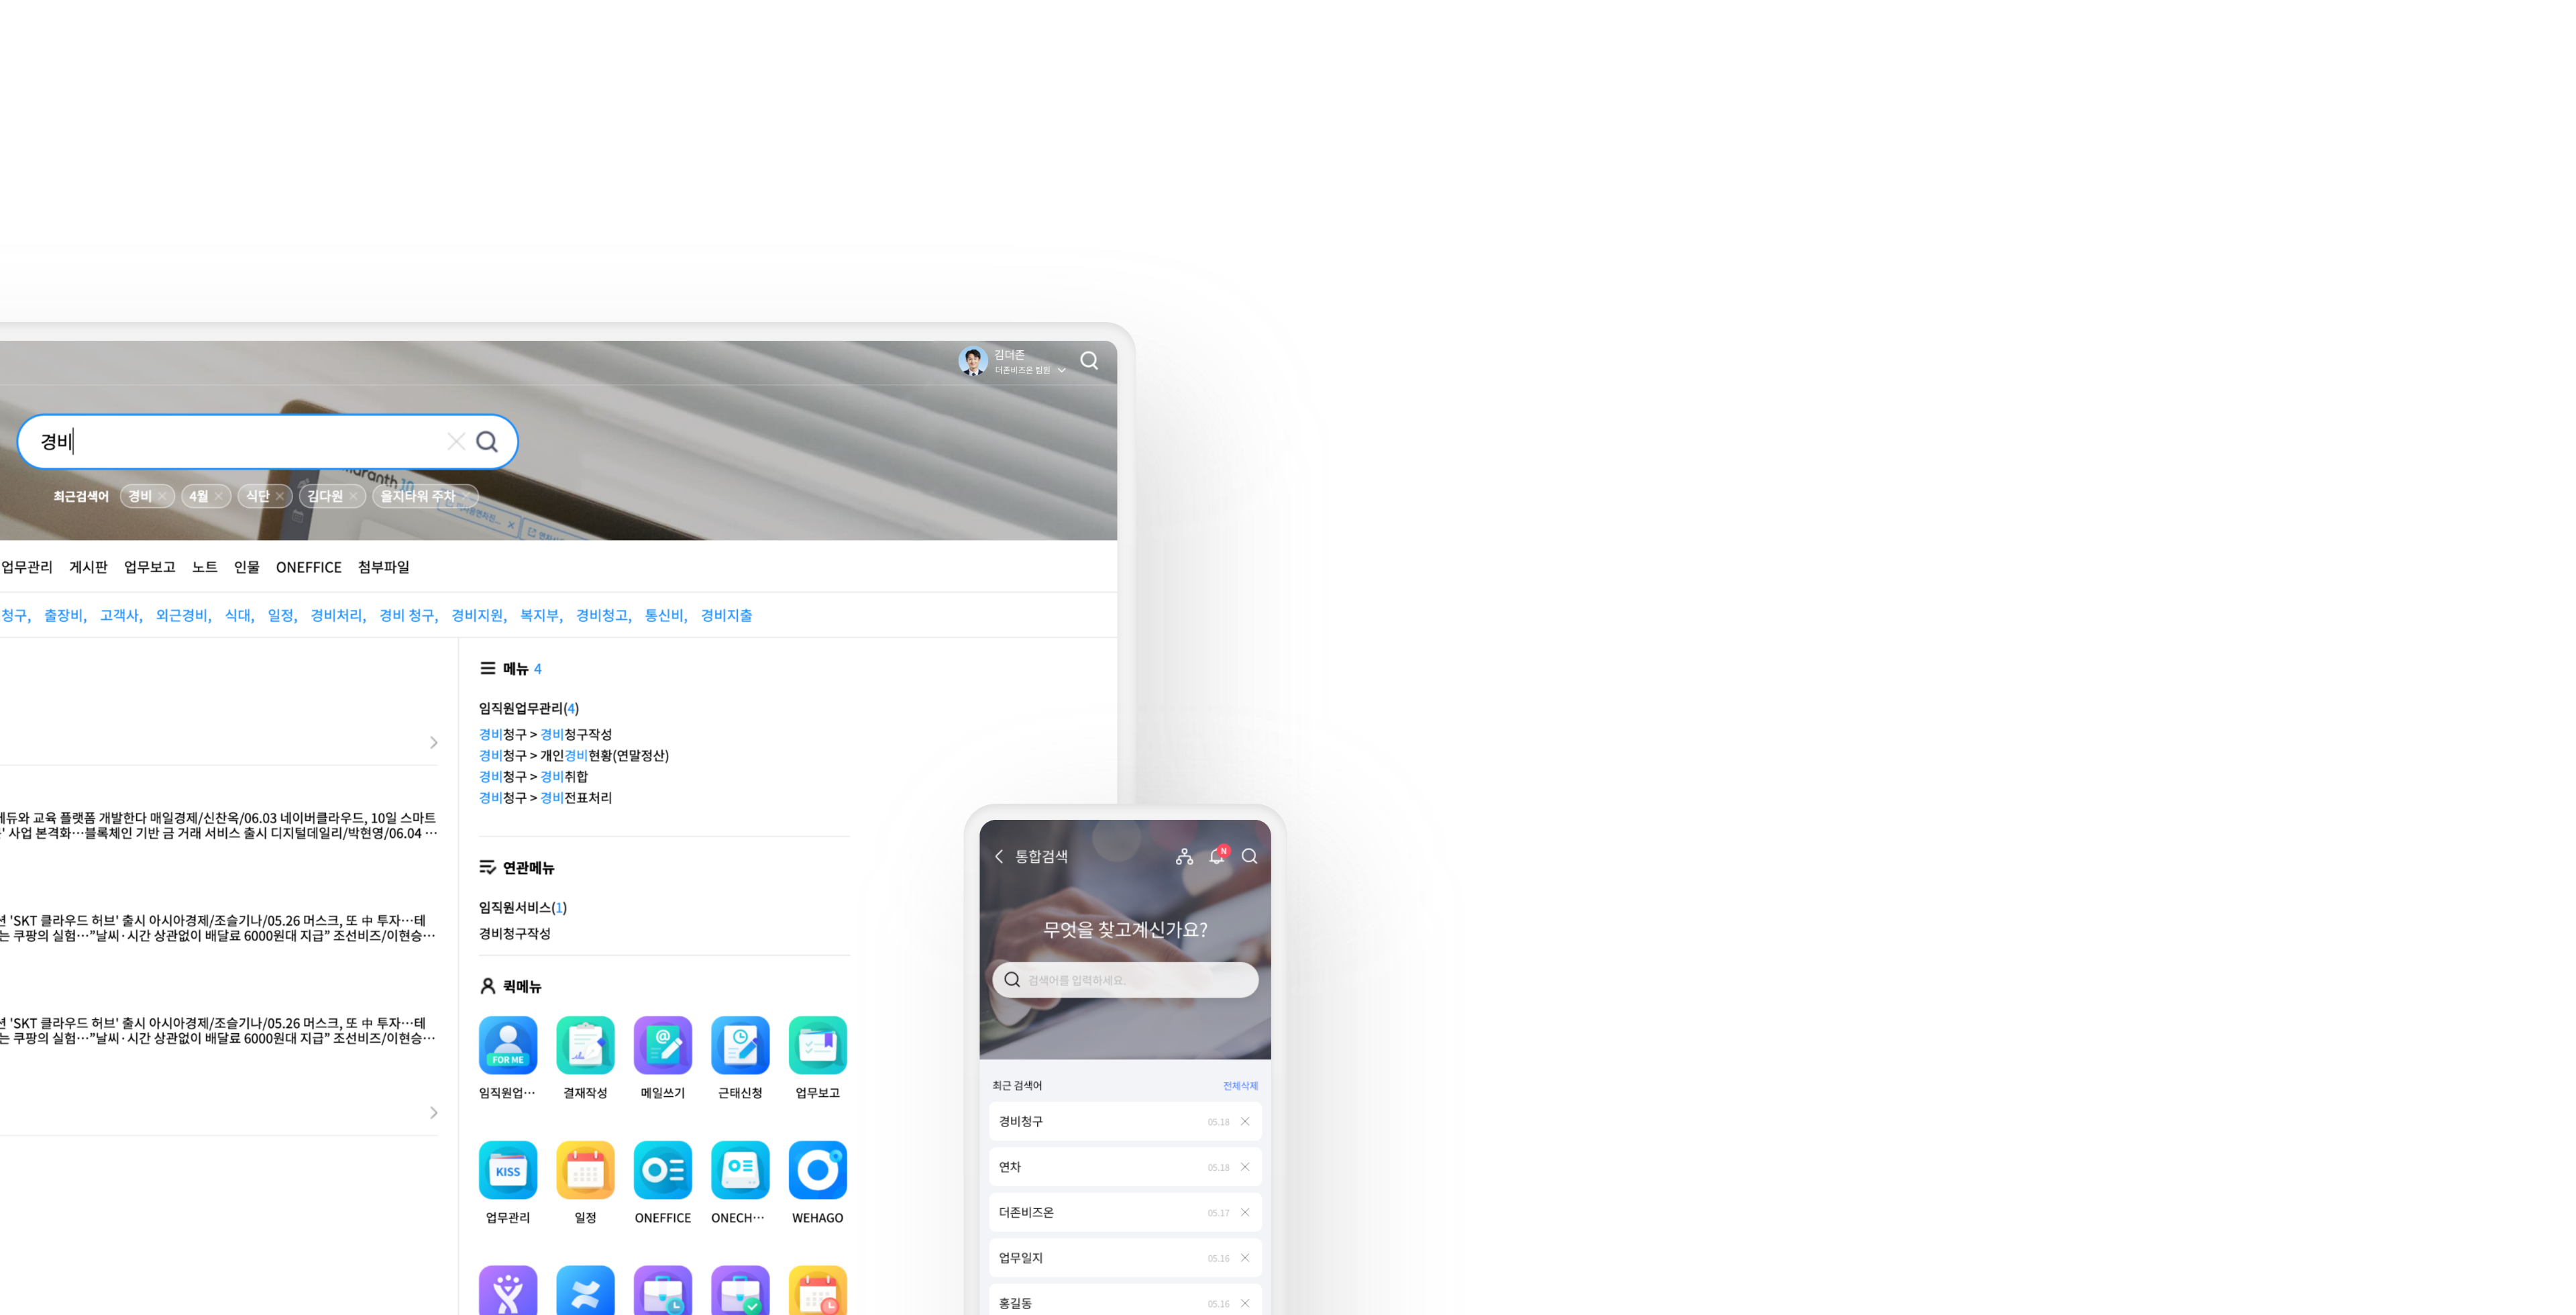 김더존
더존비즈온 팀원
경비
최근검색어 경비 4월 식단 김다원 을지타워 주차
업무관리 게시판 업무보고 노트 인물 ONEFFICE 첨부파일
청구, 출장비, 고객사, 외근경비, 식대, 일정, 경비처리, 경비 청구, 경비지원, 복지부, 경비청고, 통신비, 경비지출
메뉴 4
임직원업무관리(4)
경비청구 > 경비청구작성
경비청구 > 개인경비현황(연말정산)
경비청구 > 경비취합
경비청구 > 경비전표처리
에듀와 교육 플랫폼 개발한다 매일경제/신찬옥/06.03 네이버클라우드, 10일 스마트
' 사업 본격화…블록체인 기반 금 거래 서비스 출시 디지털데일리/박현영/06.04 …
연관메뉴
임직원서비스(1)
경비청구작성
션 'SKT 클라우드 허브' 출시 아시아경제/조슬기나/05.26 머스크, 또 中 투자…테
는 쿠팡의 실험…”날씨·시간 상관없이 배달료 6000원대 지급” 조선비즈/이현승…
션 'SKT 클라우드 허브' 출시 아시아경제/조슬기나/05.26 머스크, 또 中 투자…테
는 쿠팡의 실험…”날씨·시간 상관없이 배달료 6000원대 지급” 조선비즈/이현승…
퀵메뉴
FOR ME
임직원업… 결재작성 메일쓰기 근태신청 업무보고
KISS
업무관리 일정 ONEFFICE ONECH… WEHAGO
통합검색
N
무엇을 찾고계신가요?
검색어를 입력하세요.
최근 검색어 전체삭제
경비청구 05.18
연차 05.18
더존비즈온 05.17
업무일지 05.16
홍길동 05.16